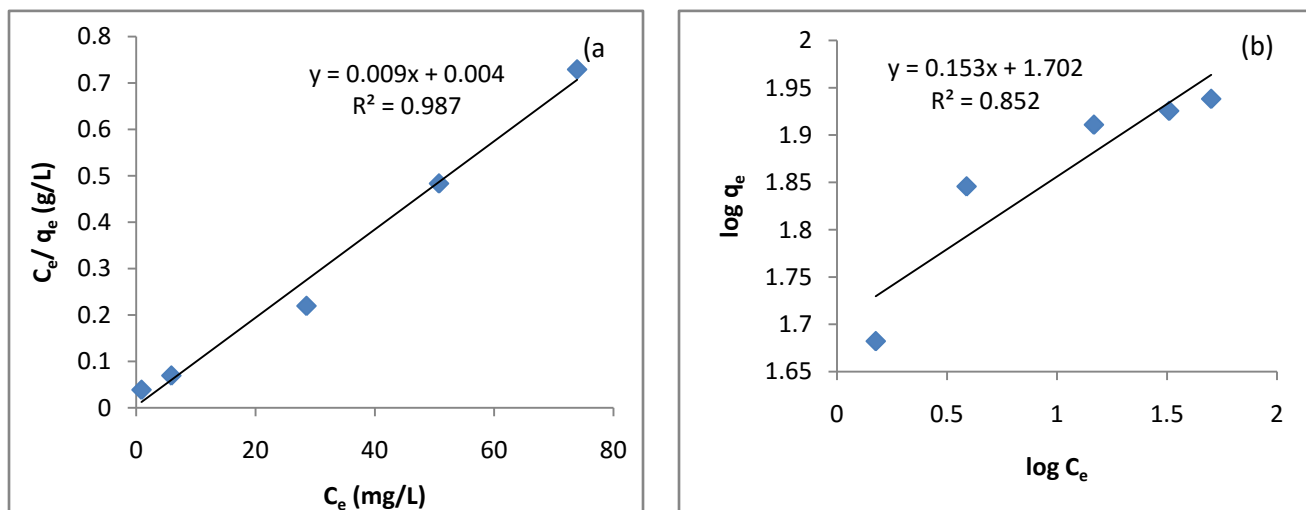 (a
y = 0.009x + 0.004
R² = 0.987
0.8
0.7
0.6
0.5
0.4
0.3
0.2
0.1
0
Ce/ qe (g/L)
0 20 40 60 80
Ce (mg/L)
(b)
y = 0.153x + 1.702
R² = 0.852
2
1.95
1.9
1.85
1.8
1.75
1.7
1.65
log qe
0 0.5 1 1.5 2
log Ce